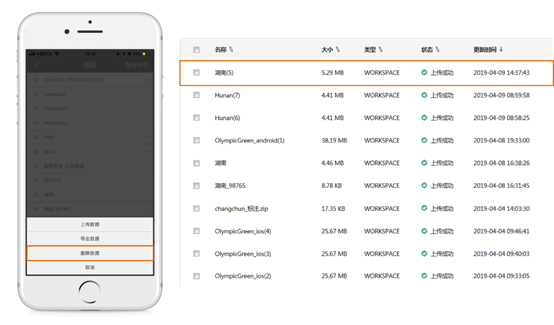 上传数据
导出数据
删除数据
取消
名称 大小 类型 状态 更新时间
湖南(5) 5.29 MB WORKSPACE 上传成功 2019-04-09 14:37:43
Hunan(7) 4.41 MB WORKSPACE 上传成功 2019-04-09 08:59:58
Hunan(6) 4.41 MB WORKSPACE 上传成功 2019-04-09 08:58:25
OlympicGreen_android(1) 38.19 MB WORKSPACE 上传成功 2019-04-08 19:33:00
湖南 4.46 MB WORKSPACE 上传成功 2019-04-08 16:38:26
湖南_98765 8.78 KB WORKSPACE 上传成功 2019-04-08 16:31:45
changchun_标注.zip 17.35 KB WORKSPACE 上传成功 2019-04-04 14:03:30
OlympicGreen_ios(4) 25.67 MB WORKSPACE 上传成功 2019-04-04 09:46:41
OlympicGreen_ios(3) 25.67 MB WORKSPACE 上传成功 2019-04-04 09:40:03
OlympicGreen_ios(2) 25.67 MB WORKSPACE 上传成功 2019-04-04 09:33:05